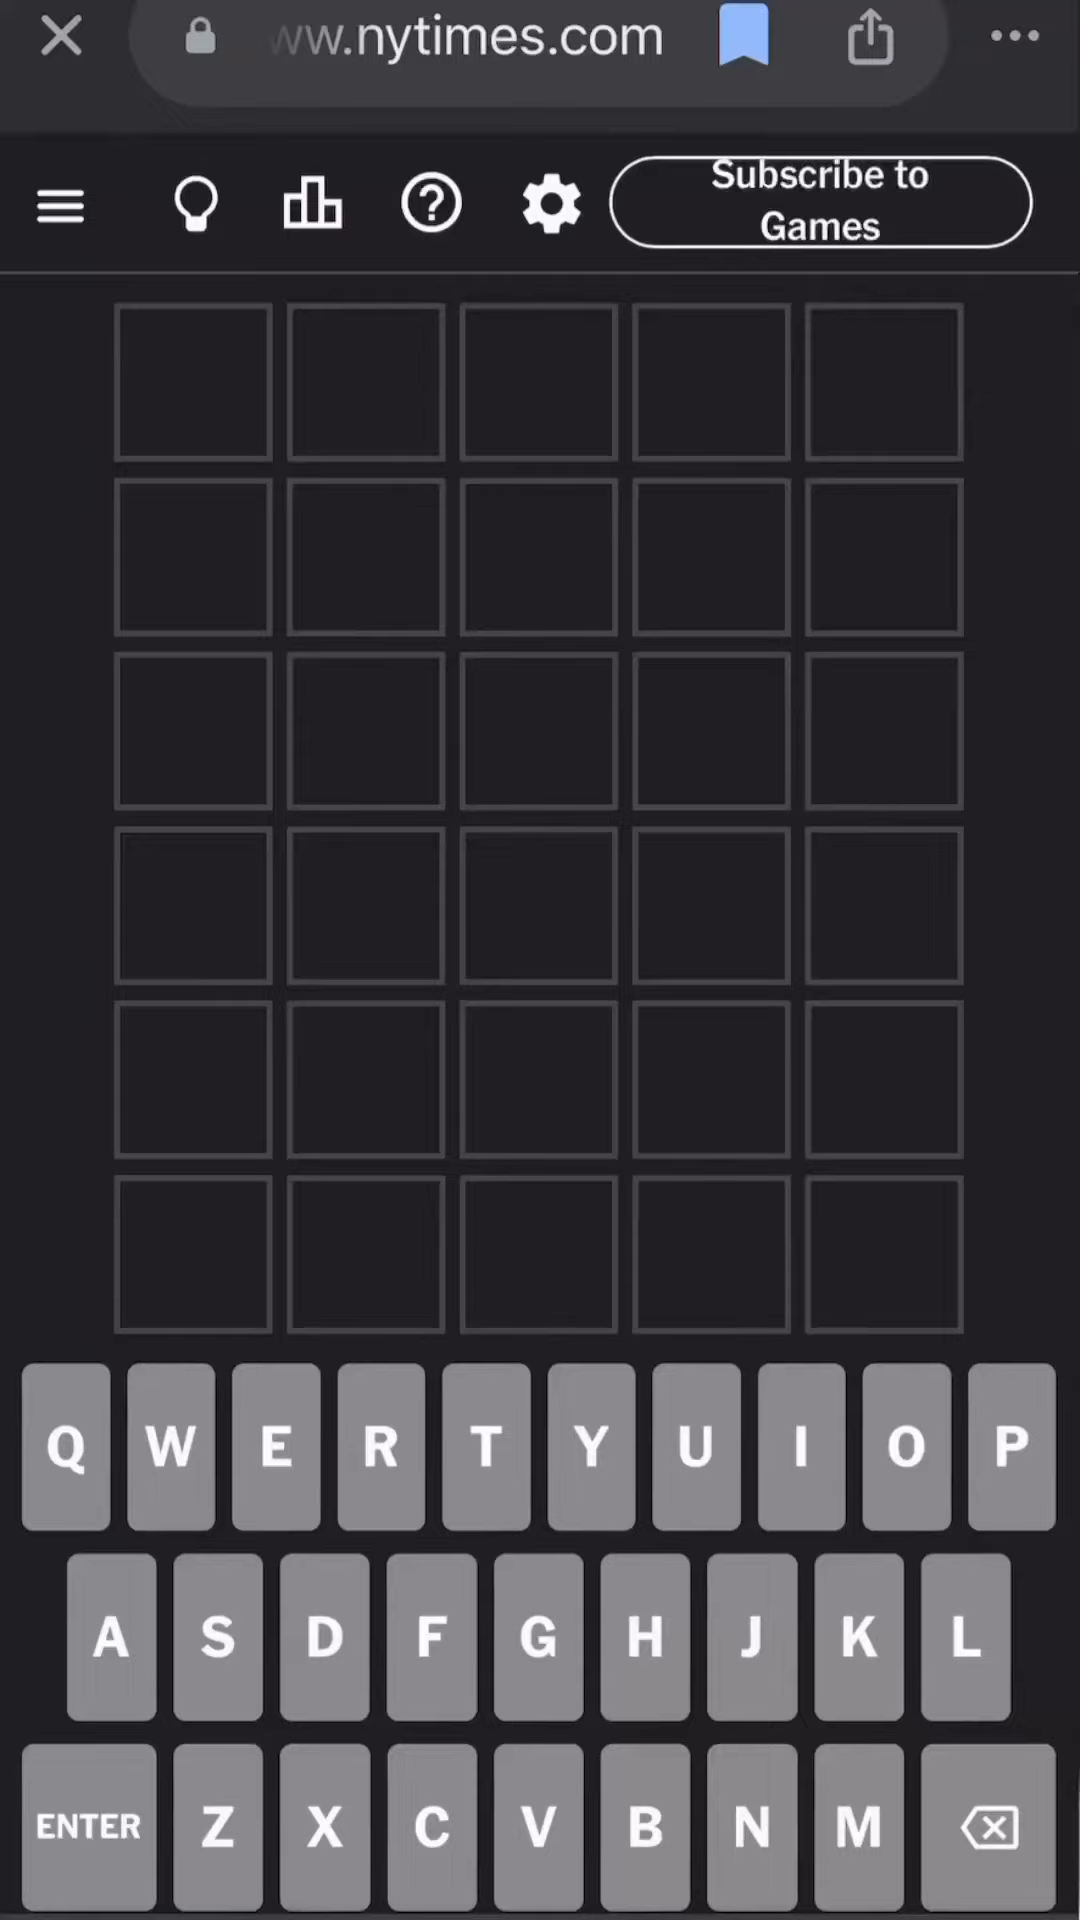 ww.nytimes.com
Subscribe to
Games
Q W E R T Y U I O P
A S D F G H J K L
ENTER Z X C V B N M